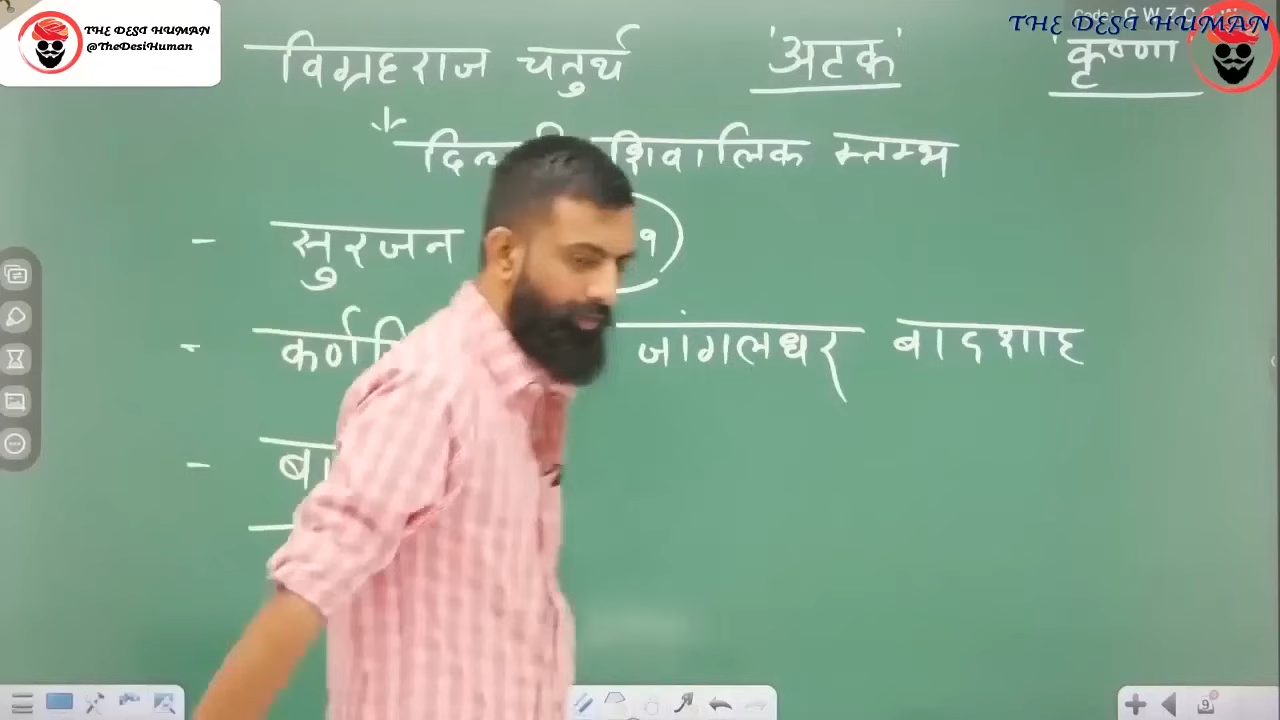 THE DESI HUMAN
@TheDesiHuman
THE DESI HUMAN
विग्रहराज चतुर्थ 'अटक' 'कृष्णा'
शिवालिक स्तम्भ
- सुरजन
- जांगलधर बादशाह
-